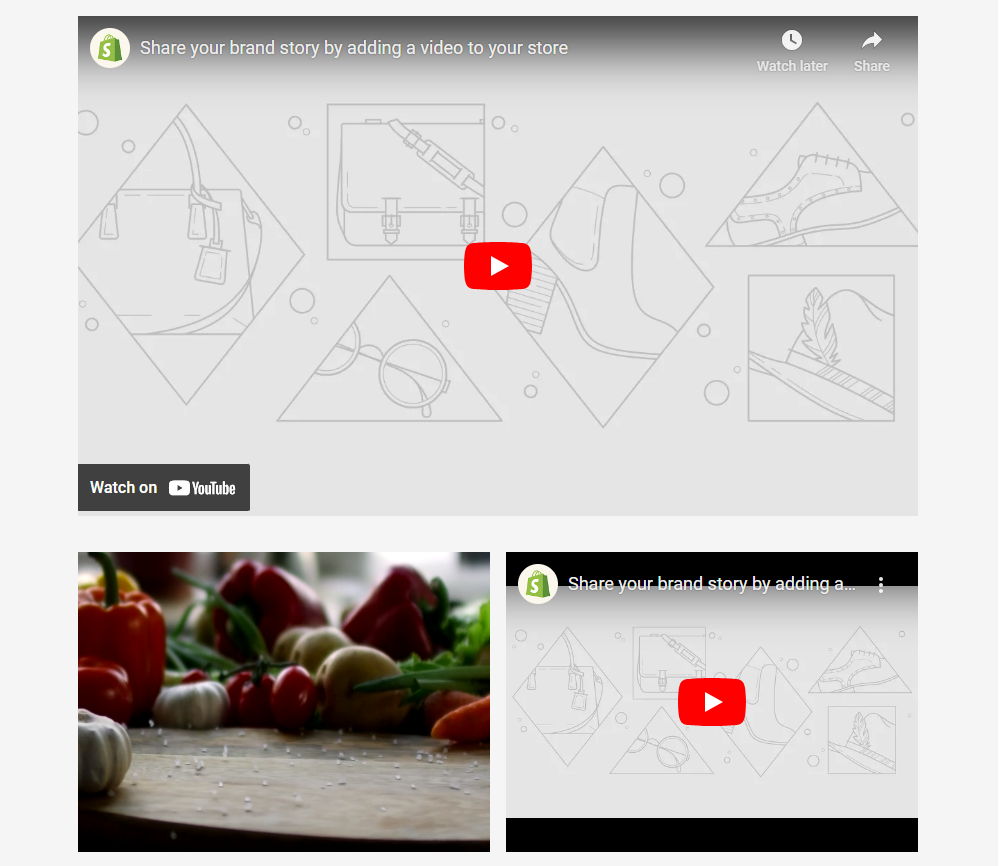 Share your brand story by adding a video to your store
Watch later
Share
Watch on YouTube
Share your brand story by adding a...